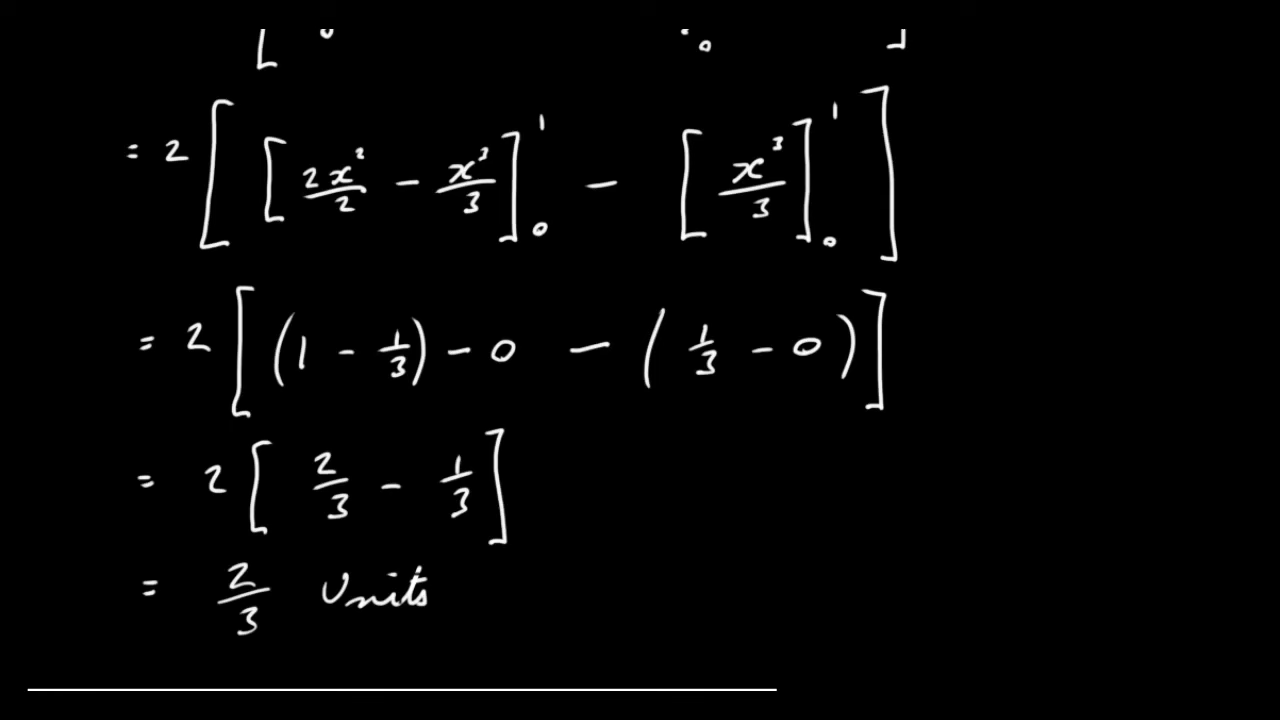 = 2 [ [ 2x²/2 - x³/3 ]₀¹ - [ x³/3 ]₀¹ ]
= 2 [ (1 - 1/3) - 0 - (1/3 - 0) ]
= 2 [ 2/3 - 1/3 ]
= 2/3 Units